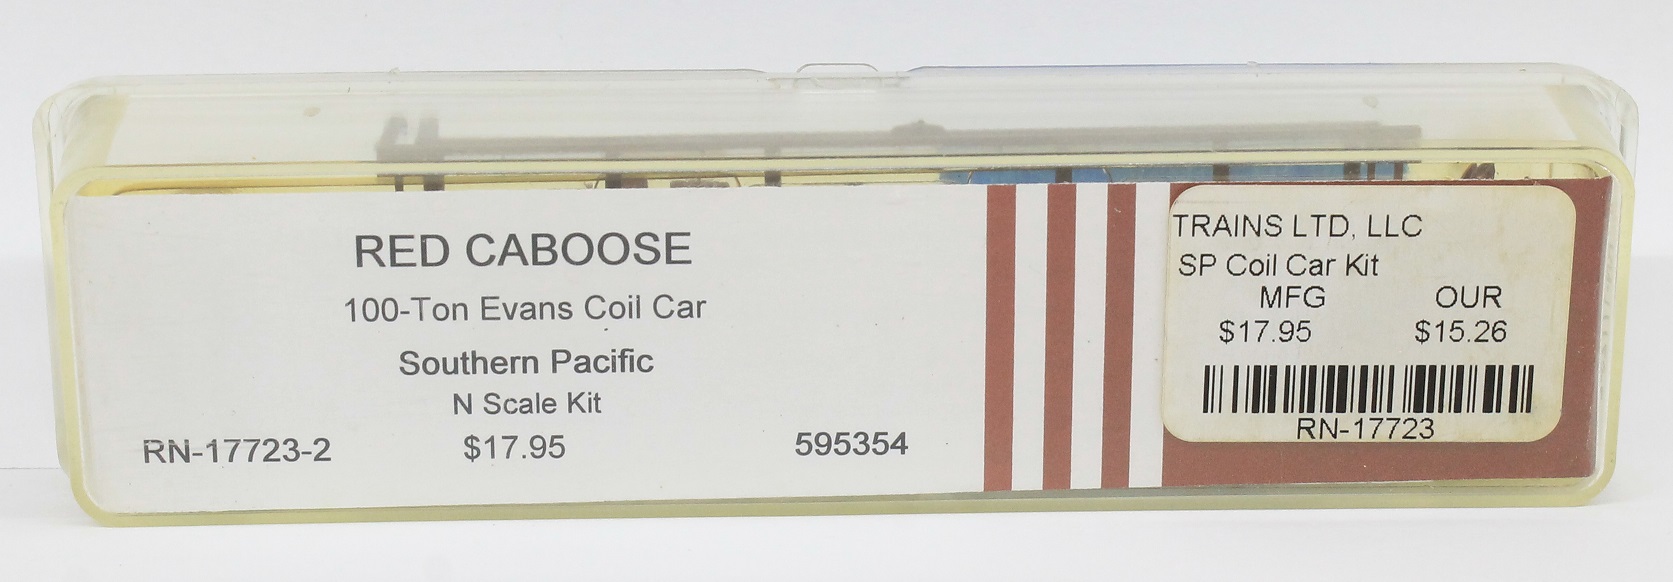 RED CABOOSE
100-Ton Evans Coil Car
Southern Pacific
N Scale Kit
RN-17723-2 $17.95 595354
TRAINS LTD, LLC
SP Coil Car Kit
MFG OUR
$17.95 $15.26
RN-17723